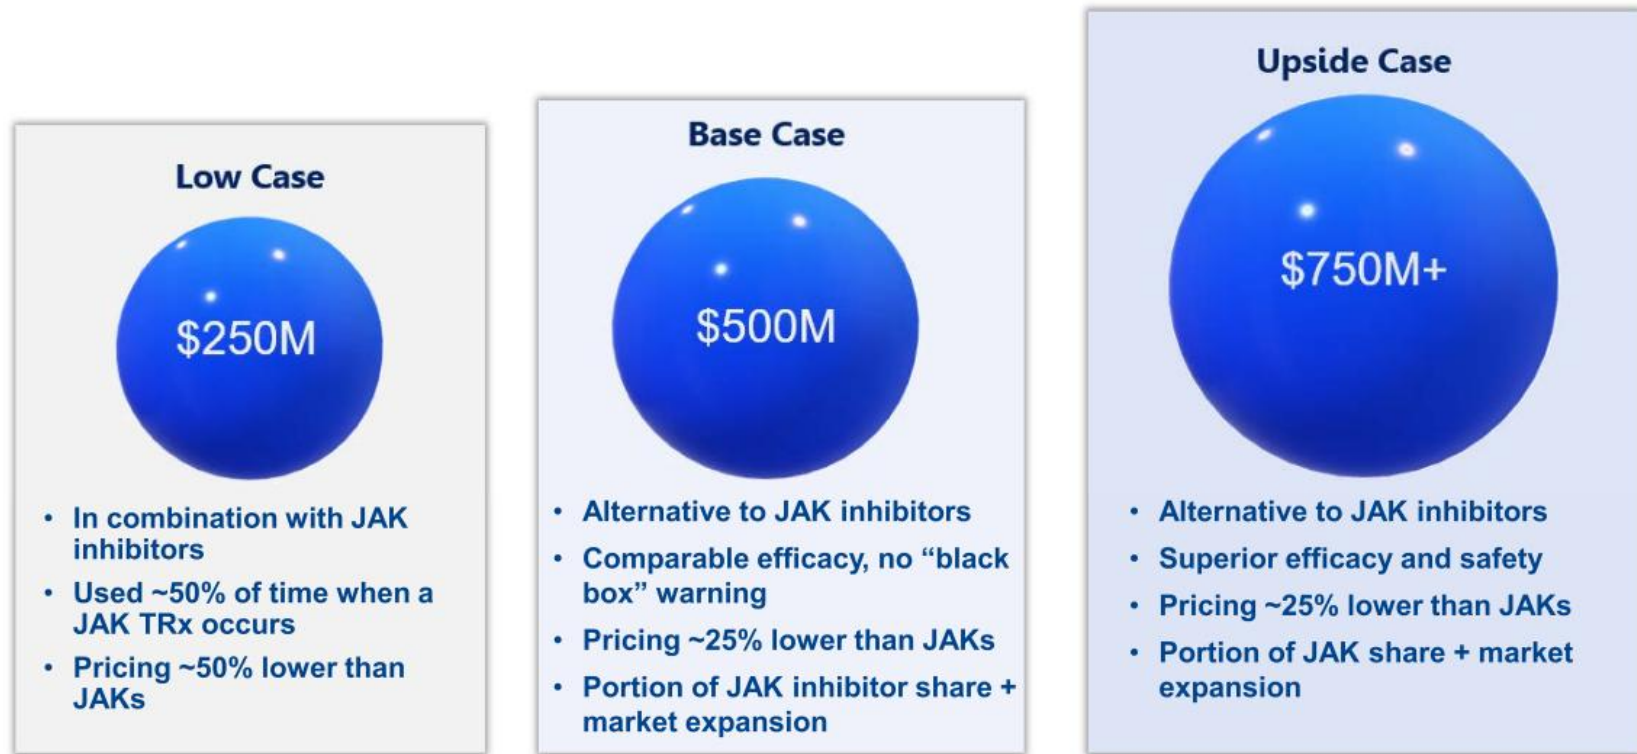 Low Case
$250M
• In combination with JAK
inhibitors
• Used ~50% of time when a
JAK TRx occurs
• Pricing ~50% lower than
JAKs
Base Case
$500M
• Alternative to JAK inhibitors
• Comparable efficacy, no “black
box” warning
• Pricing ~25% lower than JAKs
• Portion of JAK inhibitor share +
market expansion
Upside Case
$750M+
• Alternative to JAK inhibitors
• Superior efficacy and safety
• Pricing ~25% lower than JAKs
• Portion of JAK share + market
expansion